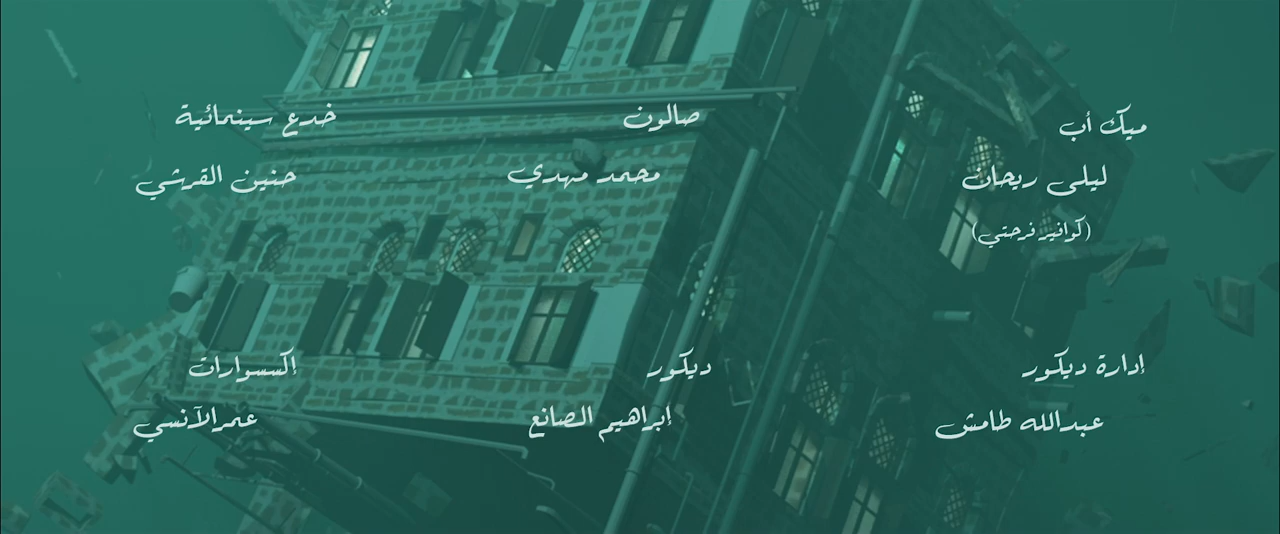 ميك أب
ليلى ريحان
(كوافير فرحتي)
صالون
محمد مهدي
خدع سينمائية
حنين القرشي
إدارة ديكور
عبدالله طامش
ديكور
إبراهيم الصانع
إكسسوارات
عمر الآنسي